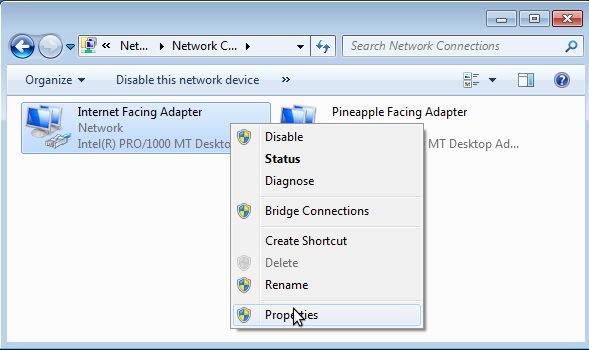 « Net... Network C...
Search Network Connections
Organize Disable this network device »
Internet Facing Adapter
Network
Intel(R) PRO/1000 MT Deskto
Pineapple Facing Adapter
MT Desktop Ad...
Disable
Status
Diagnose
Bridge Connections
Create Shortcut
Delete
Rename
Properties